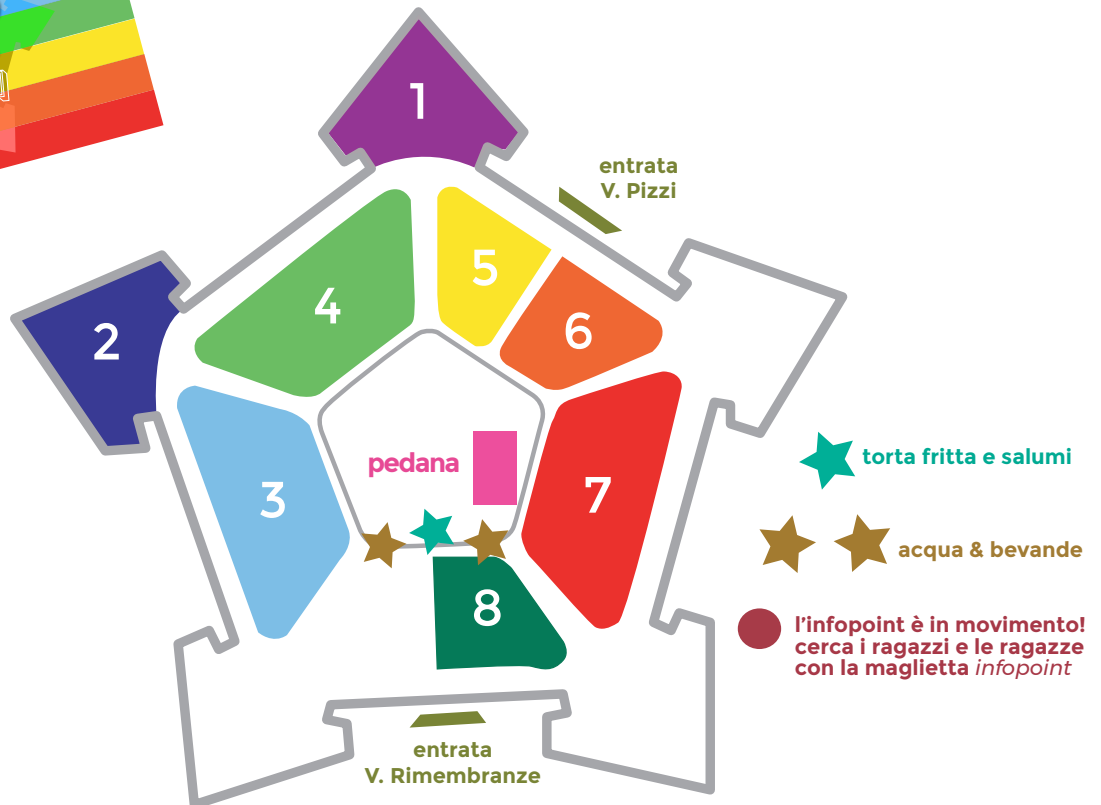 1
entrata
V. Pizzi
5
4
6
2
pedana
torta fritta e salumi
3
7
acqua & bevande
8
l'infopoint è in movimento!
cerca i ragazzi e le ragazze
con la maglietta infopoint
entrata
V. Rimembranze